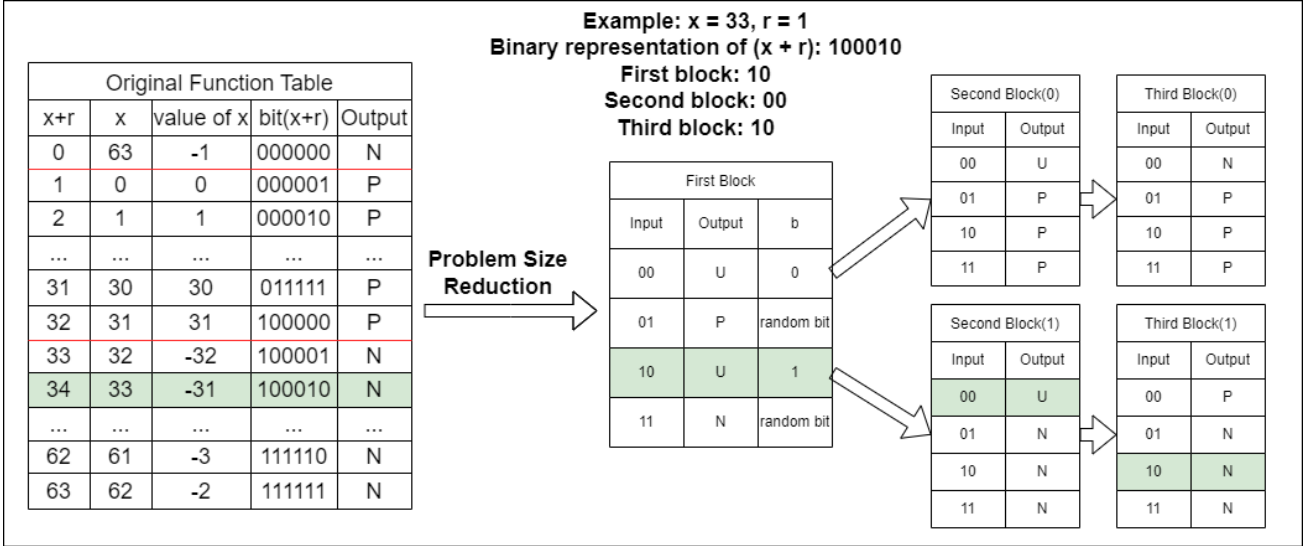 Example: x = 33, r = 1
Binary representation of (x + r): 100010
First block: 10
Second block: 00
Third block: 10
Original Function Table
x+r x value of x bit(x+r) Output
0 63 -1 000000 N
1 0 0 000001 P
2 1 1 000010 P
... ... ... ... ...
31 30 30 011111 P
32 31 31 100000 P
33 32 -32 100001 N
34 33 -31 100010 N
... ... ... ... ...
62 61 -3 111110 N
63 62 -2 111111 N
Problem Size
Reduction
First Block
Input Output b
00 U 0
01 P random bit
10 U 1
11 N random bit
Second Block(0)
Input Output
00 U
01 P
10 P
11 P
Third Block(0)
Input Output
00 N
01 P
10 P
11 P
Second Block(1)
Input Output
00 U
01 N
10 N
11 N
Third Block(1)
Input Output
00 P
01 N
10 N
11 N